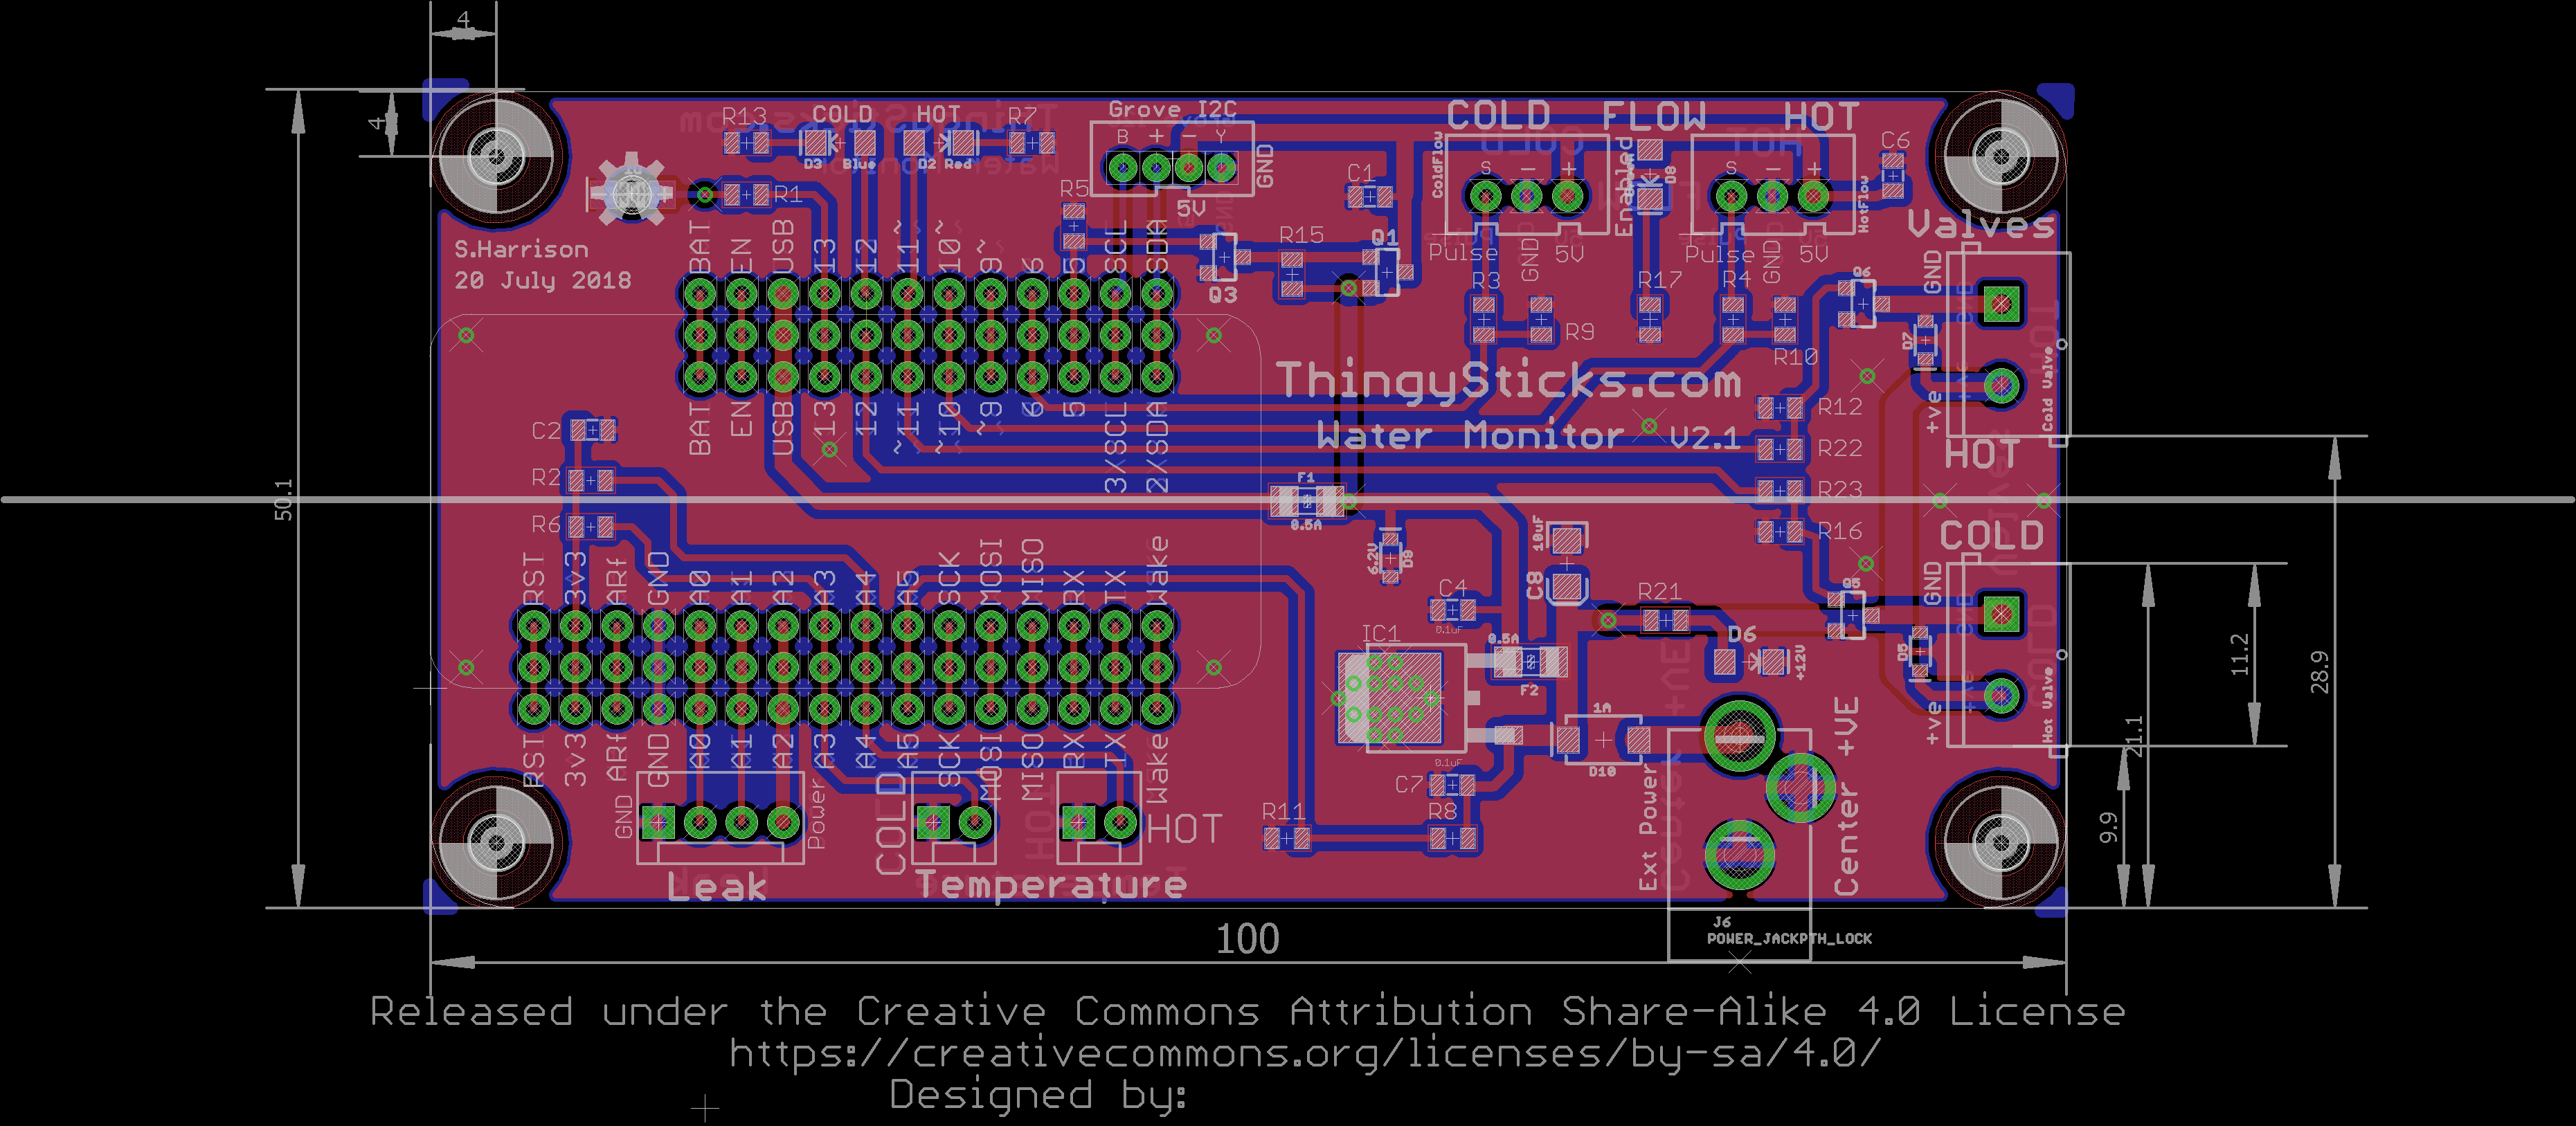 4
4
50.1
R13
COLD
HOT
R7
D3
Blue
D2
Red
Grove I2C
B + - Y
GND
5V
COLD FLOW HOT
C6
R1
R5
C1
ColdFlow
S - +
Enabled
D8
S - +
HotFlow
Valves
S.Harrison
20 July 2018
BAT EN USB 13 12 ~11 ~10 ~9 6 5 3/SCL 2/SDA
Q3
R15
Q1
Pulse GND 5V
Pulse GND 5V
R3
R9
R17
R4
R10
Q6
D7
GND
+ve
Cold Valve
HOT
ThingySticks.com
Water Monitor V2.1
BAT EN USB 13 12 ~11 ~10 ~9 6 5 3/SCL 2/SDA
R12
R22
R23
R16
C2
R2
R6
F1
0.5A
6.2V
D9
10uF
C8
COLD
RST 3v3 ARf GND A0 A1 A2 A3 A4 A5 SCK MOSI MISO RX TX Wake
C4
0.1uF
IC1
0.5A
F2
R21
D6
+12V
Q5
D5
GND
+ve
Hot Valve
1A
D10
RST 3v3 ARf GND A0 A1 A2 A3 A4 A5 SCK MOSI MISO RX TX Wake
0.1uF
C7
R11
R8
GND
Power
Leak
COLD
HOT
Temperature
Ext Power
Center +VE
J6
POWER_JACKPTH_LOCK
9.9
21.1
11.2
28.9
100
Released under the Creative Commons Attribution Share-Alike 4.0 License
https://creativecommons.org/licenses/by-sa/4.0/
Designed by: